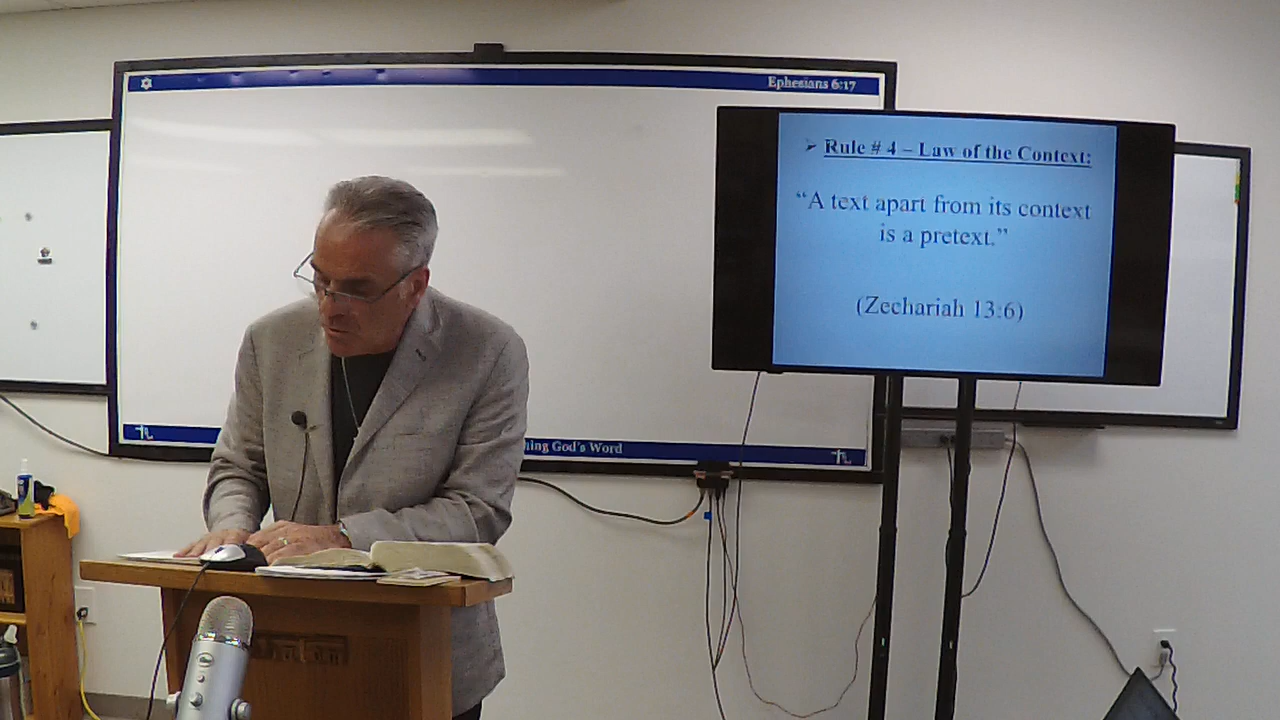 Ephesians 6:17
➢ Rule # 4 – Law of the Context:
“A text apart from its context
is a pretext.”
(Zechariah 13:6)
God's Word